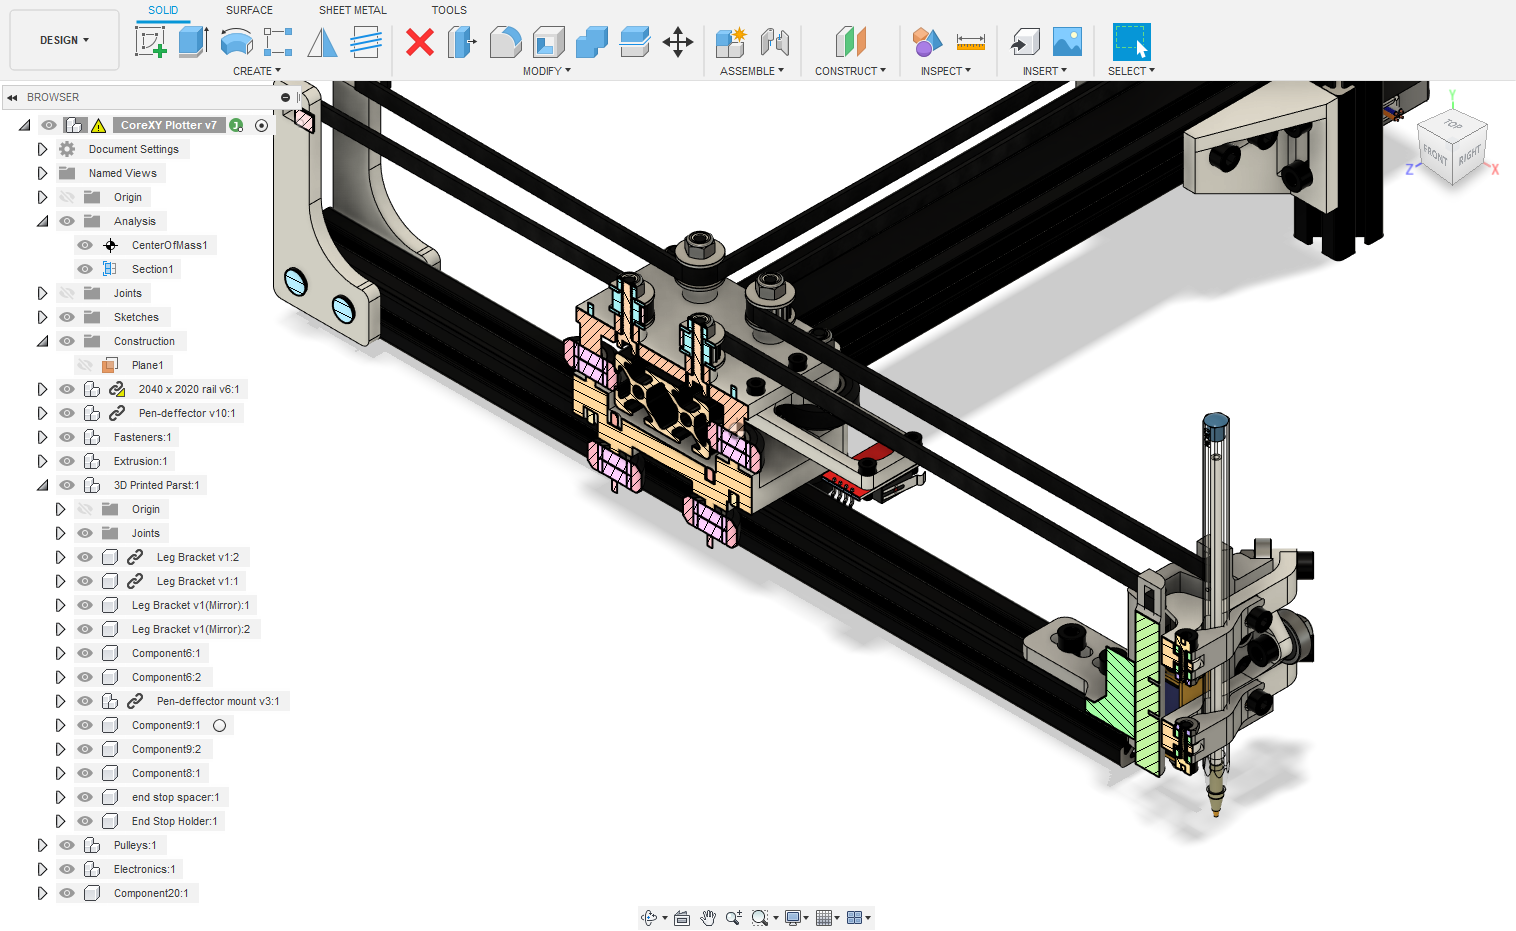 SOLID
SURFACE
SHEET METAL
TOOLS
DESIGN
CREATE
MODIFY
ASSEMBLE
CONSTRUCT
INSPECT
INSERT
SELECT
BROWSER
CoreXY Plotter v7
Document Settings
Named Views
Origin
Analysis
CenterOfMass1
Section1
Joints
Sketches
Construction
Plane1
2040 x 2020 rail v6:1
Pen-deffector v10:1
Fasteners:1
Extrusion:1
3D Printed Parst:1
Origin
Joints
Leg Bracket v1:2
Leg Bracket v1:1
Leg Bracket v1(Mirror):1
Leg Bracket v1(Mirror):2
Component6:1
Component6:2
Pen-deffector mount v3:1
Component9:1
Component9:2
Component8:1
end stop spacer:1
End Stop Holder:1
Pulleys:1
Electronics:1
Component20:1
Y
TOP
FRONT
RIGHT
Z
X